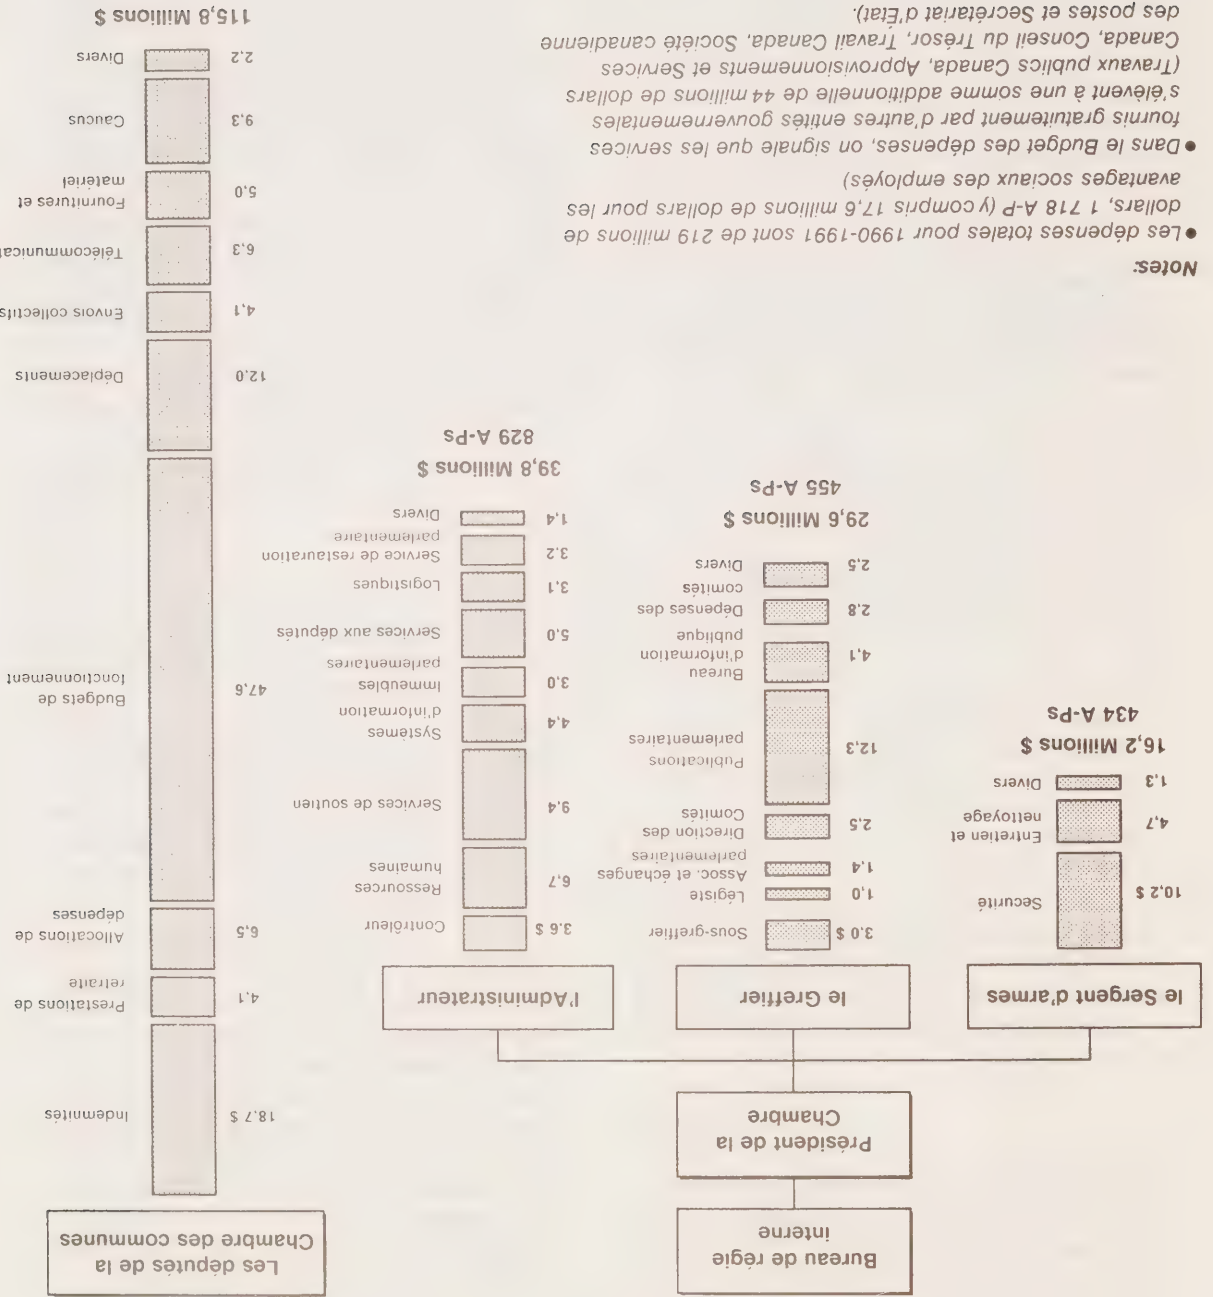 Bureau de régie
interne
Président de la
Chambre
le Sergent d'armes
10,2 $ Sécurité
4,7 Entretien et
nettoyage
1,3 Divers
16,2 Millions $
434 A-Ps
le Greffier
3.0 $ Sous-greffier
1,0 Légiste
1.4 Assoc. et échanges
parlementaires
2,5 Direction des
Comités
12,3 Publications
parlementaires
4,1 Bureau
d'information
publique
2,8 Dépenses des
comités
2,5 Divers
29,6 Millions $
455 A-Ps
l'Administrateur
3.6 $ Contrôleur
6,7 Ressources
humaines
9.4 Services de soutien
4,4 Systèmes
d'information
3.0 Immeubles
parlementaires
5.0 Services aux députés
3.1 Logistiques
3.2 Service de restauration
parlementaire
1.4 Divers
39,8 Millions $
829 A-Ps
Les députés de la
Chambre des communes
18.7 $ Indemnités
4,1 Prestations de
retraite
6,5 Allocations de
dépenses
47.6 Budgets de
fonctionnement
12.0 Déplacements
4,1 Envois collectifs
6,3 Télécommunicat
5.0 Fournitures et
matériel
9.3 Caucus
2.2 Divers
115,8 Millions $
Notes:
● Les dépenses totales pour 1990-1991 sont de 219 millions de
dollars, 1 718 A-P (y compris 17,6 millions de dollars pour les
avantages sociaux des employés)
● Dans le Budget des dépenses, on signale que les services
fournis gratuitement par d'autres entités gouvernementales
s'élèvent à une somme additionnelle de 44 millions de dollars
(Travaux publics Canada, Approvisionnements et Services
Canada, Conseil du Trésor, Travail Canada, Société canadienne
des postes et Secrétariat d'État).